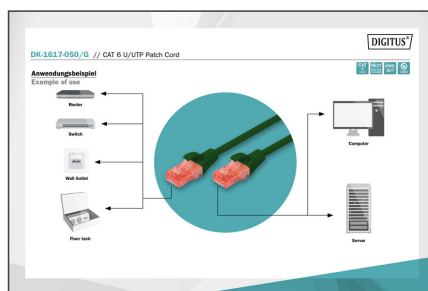 DIGITUS®
DK-1617-050/G // CAT 6 U/UTP Patch Cord
Anwendungsbeispiel
Example of use
Router
Switch
Wall Outlet
Floor tank
Computer
Server